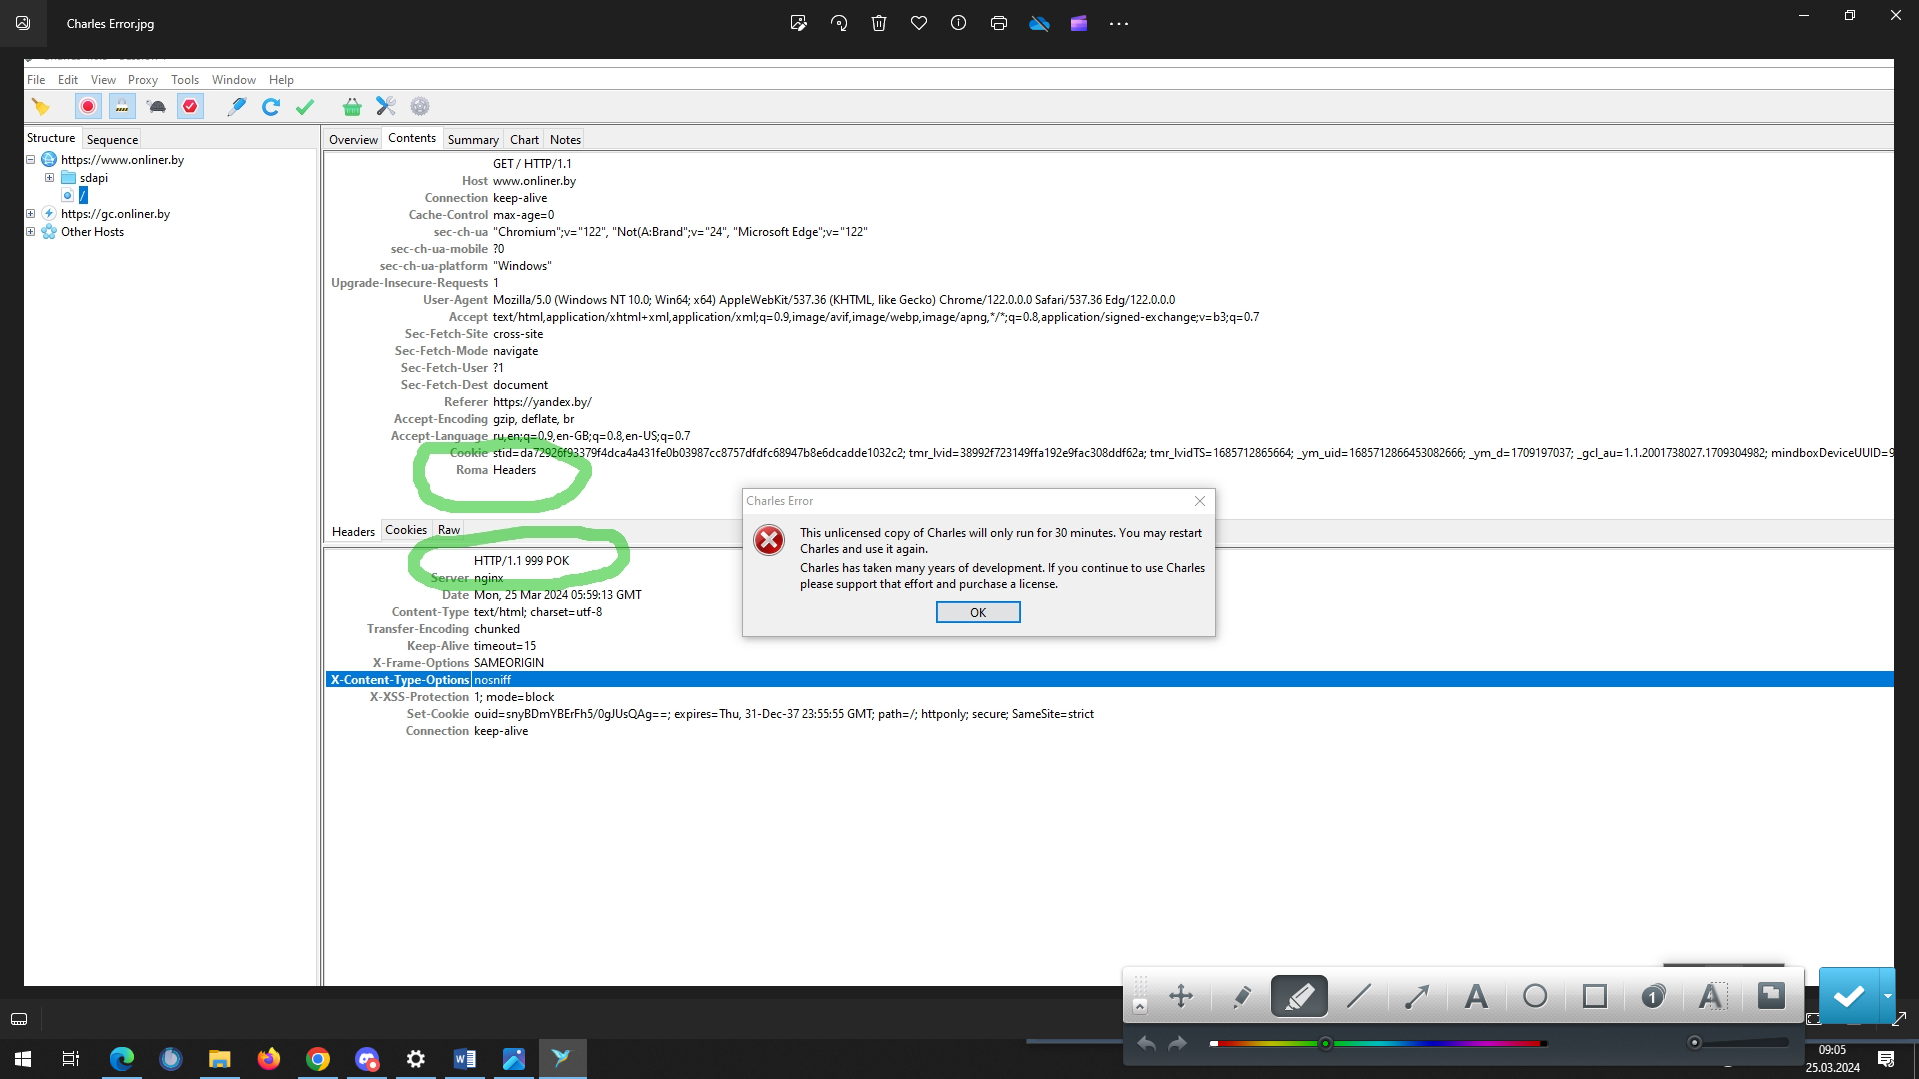 Charles Error.jpg
File Edit View Proxy Tools Window Help
Structure Sequence
https://www.onliner.by
sdapi
/
https://gc.onliner.by
Other Hosts
Overview Contents Summary Chart Notes
GET / HTTP/1.1
Host www.onliner.by
Connection keep-alive
Cache-Control max-age=0
sec-ch-ua "Chromium";v="122", "Not(A:Brand";v="24", "Microsoft Edge";v="122"
sec-ch-ua-mobile ?0
sec-ch-ua-platform "Windows"
Upgrade-Insecure-Requests 1
User-Agent Mozilla/5.0 (Windows NT 10.0; Win64; x64) AppleWebKit/537.36 (KHTML, like Gecko) Chrome/122.0.0.0 Safari/537.36 Edg/122.0.0.0
Accept text/html,application/xhtml+xml,application/xml;q=0.9,image/avif,image/webp,image/apng,*/*;q=0.8,application/signed-exchange;v=b3;q=0.7
Sec-Fetch-Site cross-site
Sec-Fetch-Mode navigate
Sec-Fetch-User ?1
Sec-Fetch-Dest document
Referer https://yandex.by/
Accept-Encoding gzip, deflate, br
Accept-Language ru,en;q=0.9,en-GB;q=0.8,en-US;q=0.7
Cookie stid=da72926f93379f4dca4a431fe0b03987cc8757dfdfc68947b8e6dcadde1032c2; tmr_lvid=38992f723149ffa192e9fac308ddf62a; tmr_lvidTS=1685712865664; _ym_uid=1685712866453082666; _ym_d=1709197037; _gcl_au=1.1.2001738027.1709304982; mindboxDeviceUUID=9
Roma Headers
Headers Cookies Raw
HTTP/1.1 999 POK
Server nginx
Date Mon, 25 Mar 2024 05:59:13 GMT
Content-Type text/html; charset=utf-8
Transfer-Encoding chunked
Keep-Alive timeout=15
X-Frame-Options SAMEORIGIN
X-Content-Type-Options nosniff
X-XSS-Protection 1; mode=block
Set-Cookie ouid=snyBDmYBErFh5/0gJUsQAg==; expires=Thu, 31-Dec-37 23:55:55 GMT; path=/; httponly; secure; SameSite=strict
Connection keep-alive
Charles Error
This unlicensed copy of Charles will only run for 30 minutes. You may restart
Charles and use it again.
Charles has taken many years of development. If you continue to use Charles
please support that effort and purchase a license.
OK
A 1 A
09:05
25.03.2024